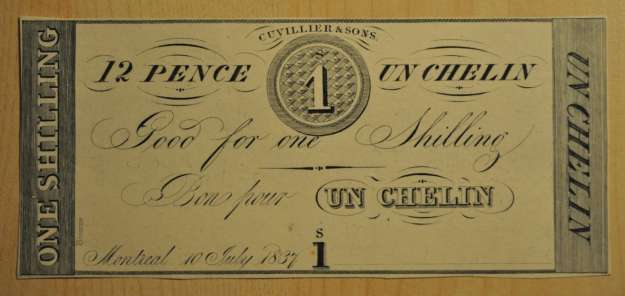 CUVILLIER & SONS.
ONE SHILLING
12 PENCE
S
1
UN CHELIN
UN CHELIN
Good for one Shilling
Bon pour UN CHELIN
Montreal 10 July 1837
S
1